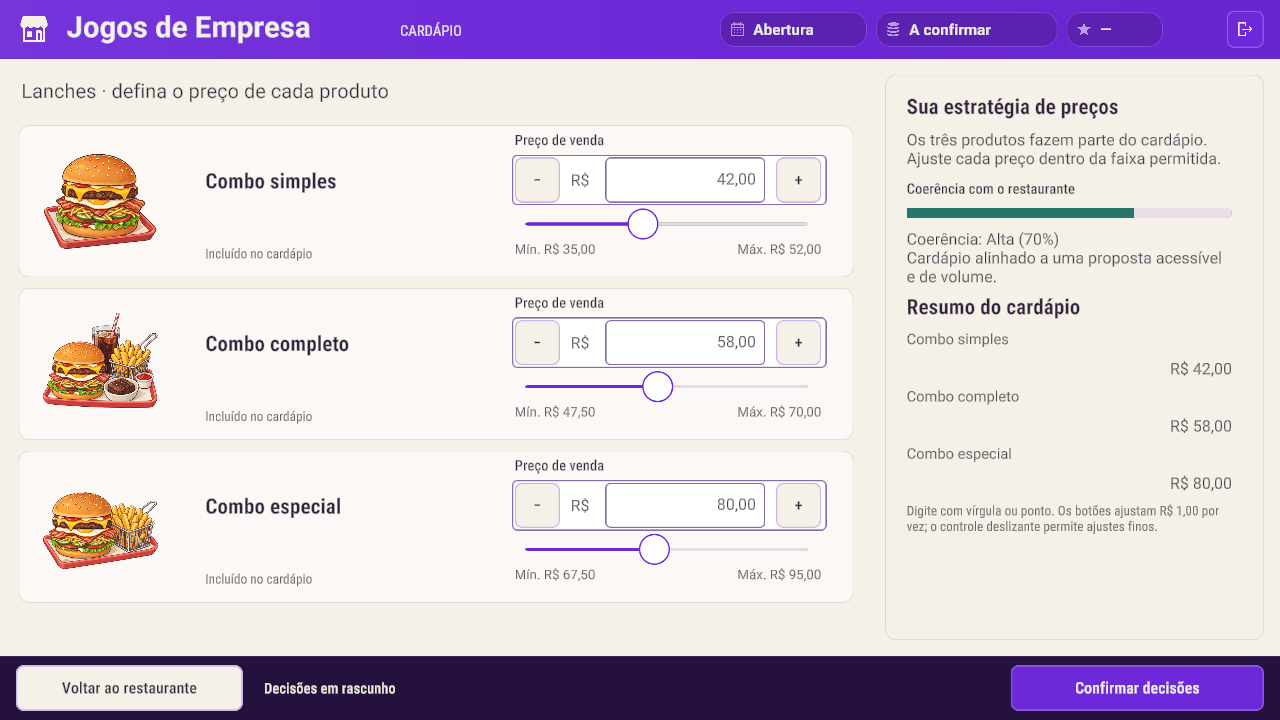 Jogos de Empresa
CARDÁPIO
Abertura
A confirmar
–
Lanches · defina o preço de cada produto
Combo simples
Incluído no cardápio
Preço de venda
-
R$
42,00
+
Mín. R$ 35,00
Máx. R$ 52,00
Combo completo
Incluído no cardápio
Preço de venda
-
R$
58,00
+
Mín. R$ 47,50
Máx. R$ 70,00
Combo especial
Incluído no cardápio
Preço de venda
-
R$
80,00
+
Mín. R$ 67,50
Máx. R$ 95,00
Sua estratégia de preços
Os três produtos fazem parte do cardápio.
Ajuste cada preço dentro da faixa permitida.
Coerência com o restaurante
Coerência: Alta (70%)
Cardápio alinhado a uma proposta acessível
e de volume.
Resumo do cardápio
Combo simples
R$ 42,00
Combo completo
R$ 58,00
Combo especial
R$ 80,00
Digite com vírgula ou ponto. Os botões ajustam R$ 1,00 por
vez; o controle deslizante permite ajustes finos.
Voltar ao restaurante
Decisões em rascunho
Confirmar decisões